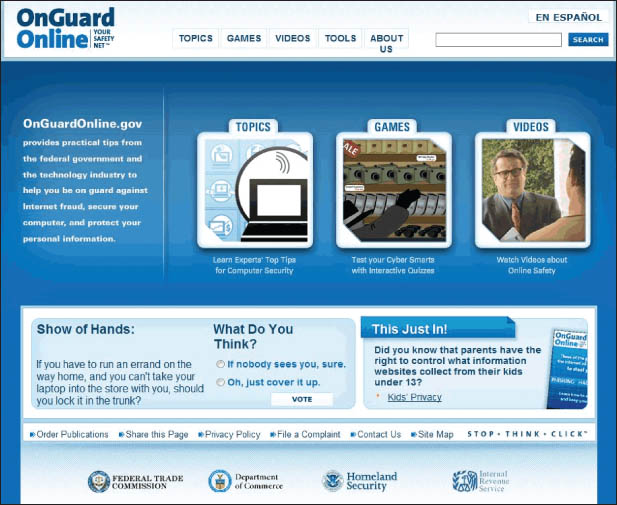 OnGuard
Online
YOUR
SAFETY
NET™
EN ESPAÑOL
TOPICS GAMES VIDEOS TOOLS ABOUT
US
SEARCH
OnGuardOnline.gov
provides practical tips from
the federal government and
the technology industry to
help you be on guard against
Internet fraud, secure your
computer, and protect your
personal information.
TOPICS
Learn Experts' Top Tips
for Computer Security
GAMES
SALE
Test your Cyber Smarts
with Interactive Quizzes
VIDEOS
Watch Videos about
Online Safety
Show of Hands:
If you have to run an errand on the
way home, and you can't take your
laptop into the store with you, should
you lock it in the trunk?
What Do You
Think?
If nobody sees you, sure.
Oh, just cover it up.
VOTE
This Just In!
Did you know that parents have the
right to control what information
websites collect from their kids
under 13?
Kids' Privacy
OnGuard
Online
Order Publications Share this Page Privacy Policy File a Complaint Contact Us Site Map STOP • THINK • CLICK™
FEDERAL TRADE
COMMISSION
Department
of Commerce
Homeland
Security
Internal
Revenue
Service